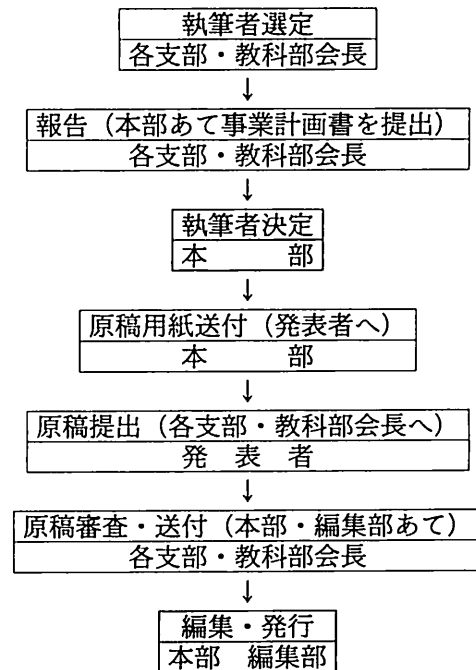 執筆者選定
各支部・教科部会長
↓
報告（本部あて事業計画書を提出）
各支部・教科部会長
↓
執筆者決定
本　　　部
↓
原稿用紙送付（発表者へ）
本　　　部
↓
原稿提出（各支部・教科部会長へ）
発　表　者
↓
原稿審査・送付（本部・編集部あて）
各支部・教科部会長
↓
編集・発行
本部　編集部